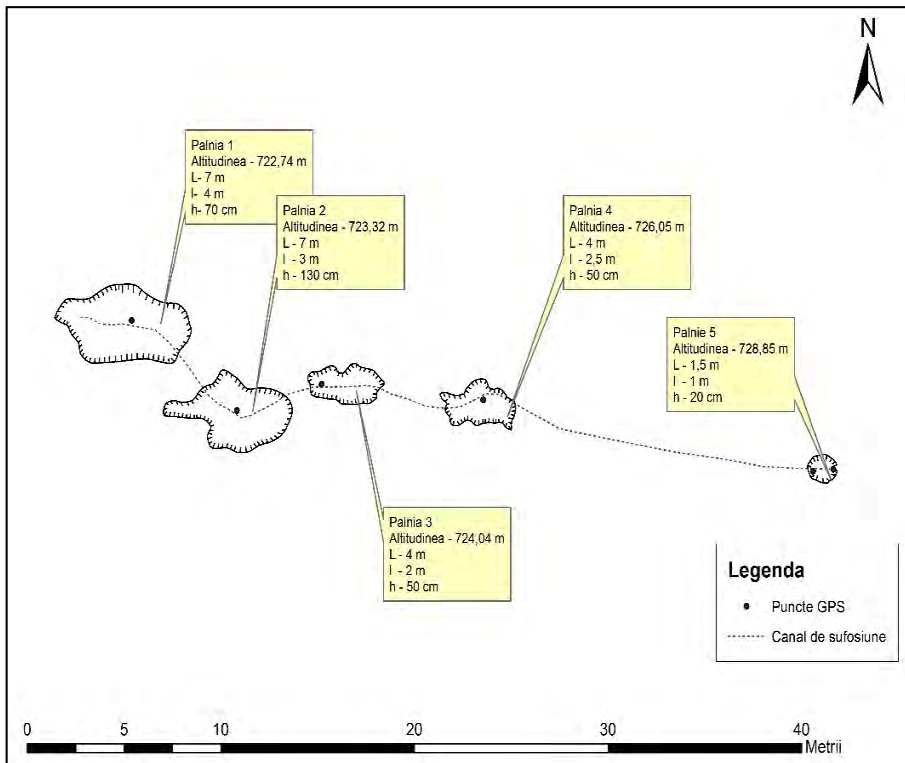 N
Palnia 1
Altitudinea - 722,74 m
L- 7 m
l- 4 m
h- 70 cm
Palnia 2
Altitudinea - 723,32 m
L - 7 m
l - 3 m
h - 130 cm
Palnia 4
Altitudinea - 726,05 m
L - 4 m
l - 2,5 m
h - 50 cm
Palnie 5
Altitudinea - 728,85 m
L - 1,5 m
l - 1 m
h - 20 cm
Palnia 3
Altitudinea - 724,04 m
L - 4 m
l - 2 m
h - 50 cm
Legenda
Puncte GPS
Canal de sufosiune
0 5 10 20 30 40
Metrii